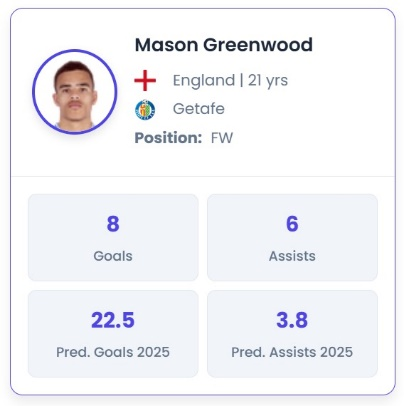 Mason Greenwood
England | 21 yrs
Getafe
Position: FW
8
Goals
6
Assists
22.5
Pred. Goals 2025
3.8
Pred. Assists 2025